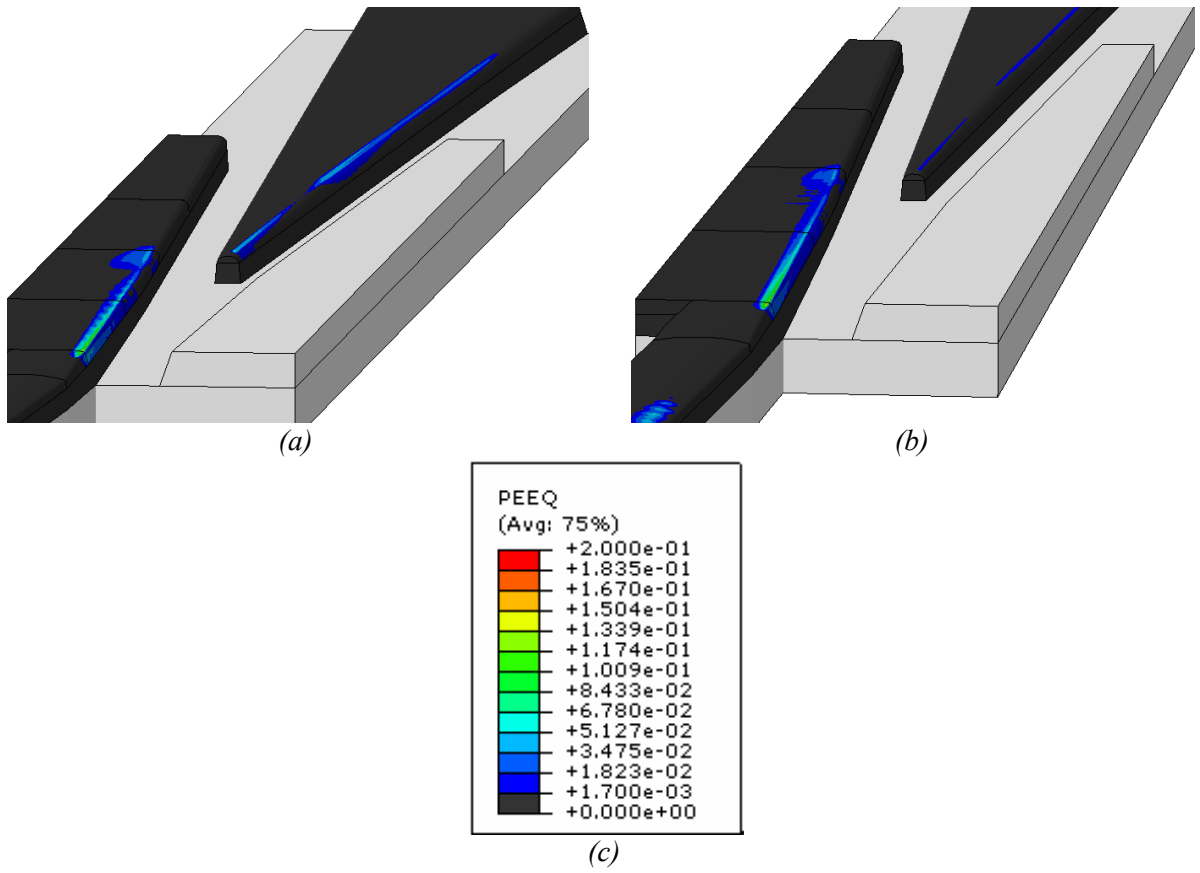 (a)
(b)
PEEQ
(Avg: 75%)
+2.000e-01
+1.835e-01
+1.670e-01
+1.504e-01
+1.339e-01
+1.174e-01
+1.009e-01
+8.433e-02
+6.780e-02
+5.127e-02
+3.475e-02
+1.823e-02
+1.700e-03
+0.000e+00
(c)